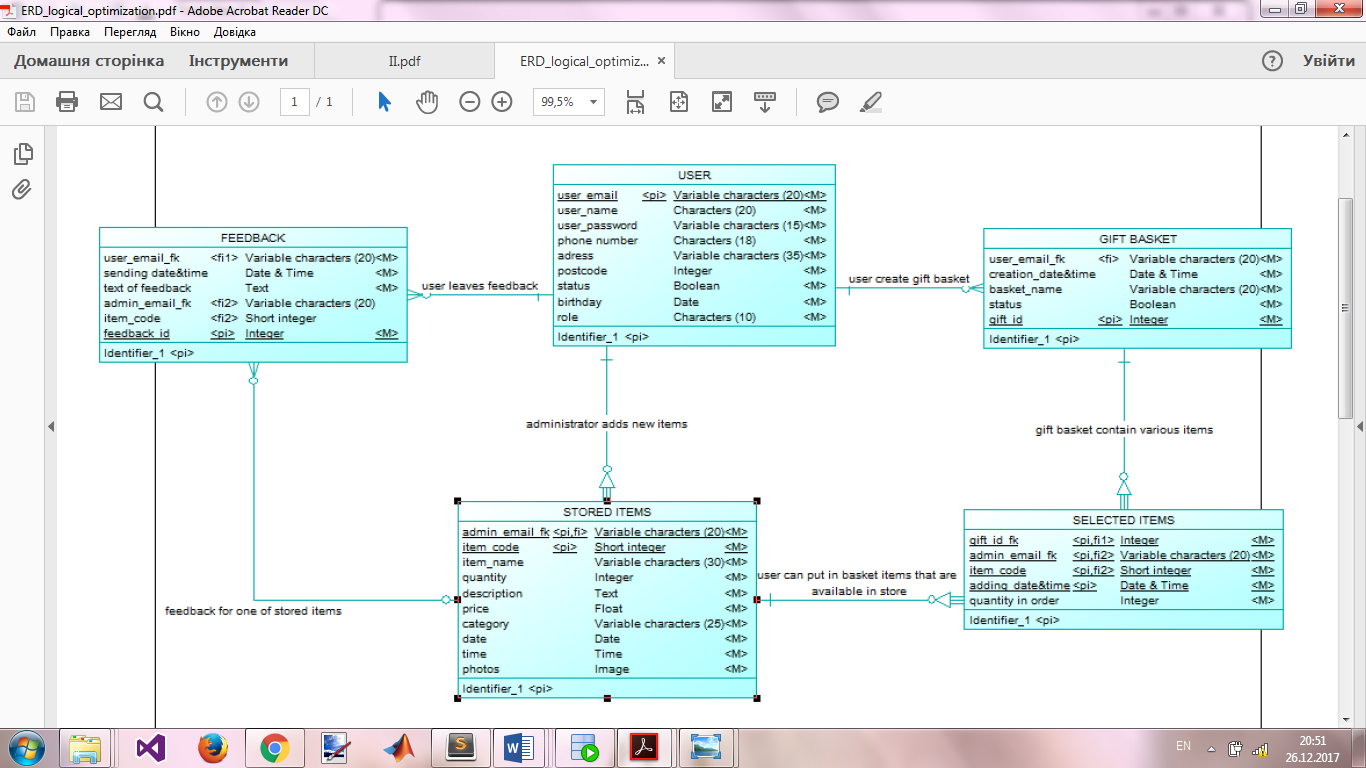 ERD_logical_optimization.pdf - Adobe Acrobat Reader DC
Файл Правка Перегляд Вікно Довідка
Домашня сторінка Інструменти II.pdf ERD_logical_optimiz... × ? Увійти
1 / 1 99,5%
USER
user_email <pi> Variable characters (20) <M>
user_name Characters (20) <M>
user_password Variable characters (15) <M>
phone number Characters (18) <M>
adress Variable characters (35) <M>
postcode Integer <M>
status Boolean <M>
birthday Date <M>
role Characters (10) <M>
Identifier_1 <pi>
FEEDBACK
user_email_fk <fi1> Variable characters (20) <M>
sending date&time Date & Time <M>
text of feedback Text <M>
admin_email_fk <fi2> Variable characters (20)
item_code <fi2> Short integer
feedback_id <pi> Integer <M>
Identifier_1 <pi>
user leaves feedback
user create gift basket
GIFT BASKET
user_email_fk <fi> Variable characters (20) <M>
creation_date&time Date & Time <M>
basket_name Variable characters (20) <M>
status Boolean <M>
gift_id <pi> Integer <M>
Identifier_1 <pi>
administrator adds new items
gift basket contain various items
STORED ITEMS
admin_email_fk <pi,fi> Variable characters (20) <M>
item_code <pi> Short integer <M>
item_name Variable characters (30) <M>
quantity Integer <M>
description Text <M>
price Float <M>
category Variable characters (25) <M>
date Date <M>
time Time <M>
photos Image <M>
Identifier_1 <pi>
feedback for one of stored items
user can put in basket items that are
available in store
SELECTED ITEMS
gift_id_fk <pi,fi1> Integer <M>
admin_email_fk <pi,fi2> Variable characters (20) <M>
item_code <pi,fi2> Short integer <M>
adding_date&time <pi> Date & Time <M>
quantity in order Integer <M>
Identifier_1 <pi>
EN
20:51
26.12.2017